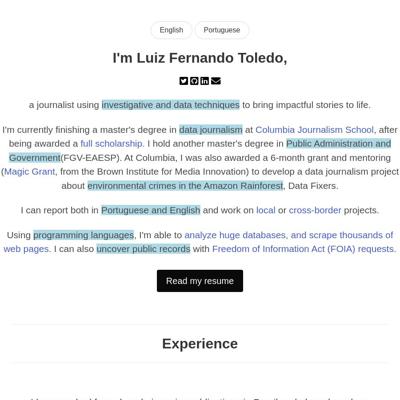 English
Portuguese
I'm Luiz Fernando Toledo,
a journalist using investigative and data techniques to bring impactful stories to life.
I'm currently finishing a master's degree in data journalism at Columbia Journalism School, after
being awarded a full scholarship. I hold another master's degree in Public Administration and
Government(FGV-EAESP). At Columbia, I was also awarded a 6-month grant and mentoring
(Magic Grant, from the Brown Institute for Media Innovation) to develop a data journalism project
about environmental crimes in the Amazon Rainforest, Data Fixers.
I can report both in Portuguese and English and work on local or cross-border projects.
Using programming languages, I'm able to analyze huge databases, and scrape thousands of
web pages. I can also uncover public records with Freedom of Information Act (FOIA) requests.
Read my resume
Experience